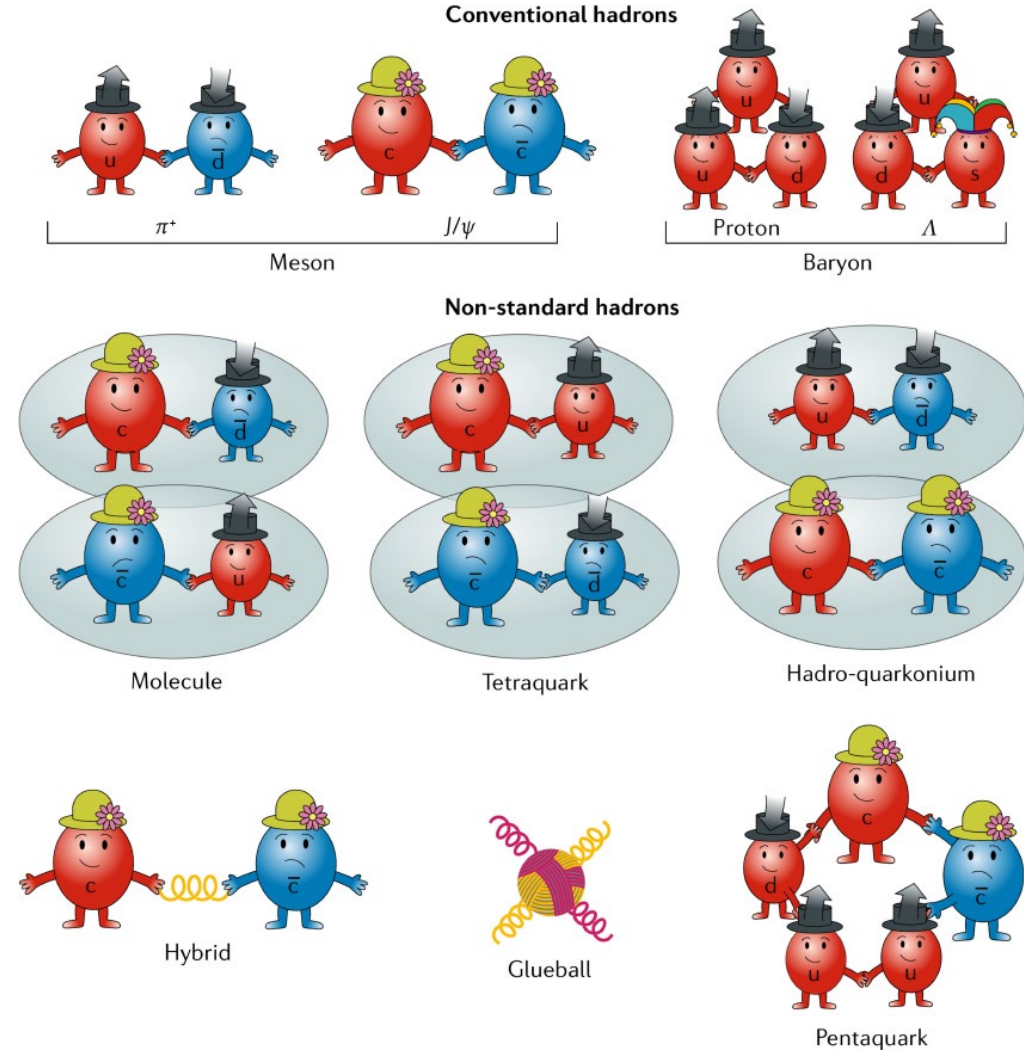 Conventional hadrons
u d̅ c c̅ u u d u d s
π⁺ J/ψ Proton Λ
Meson Baryon
Non-standard hadrons
c d̅ c u u d̅
c̅ u c̅ d̅ c c̅
Molecule Tetraquark Hadro-quarkonium
c c̅ c d c̅ u u
Hybrid Glueball
Pentaquark